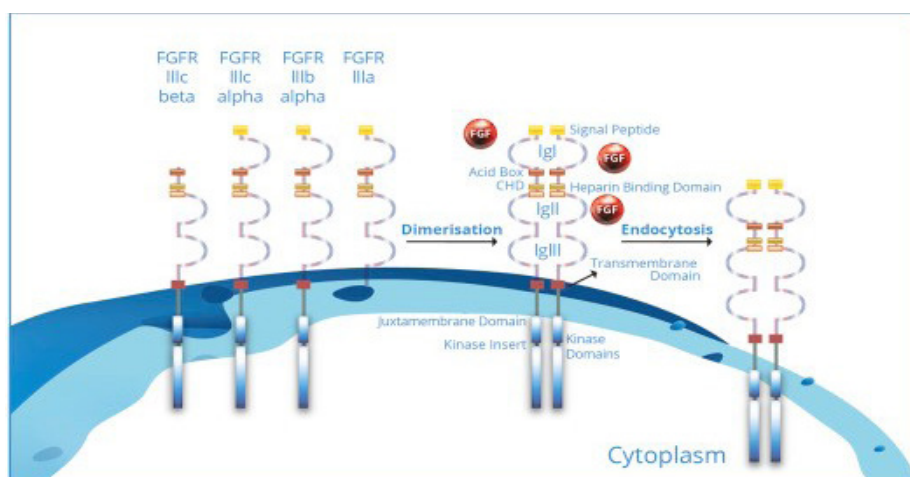 FGFR
IIIc
beta
FGFR
IIIc
alpha
FGFR
IIIb
alpha
FGFR
IIIa
FGF
Signal Peptide
IgI
FGF
Acid Box
CHD
Heparin Binding Domain
IgII
FGF
Dimerisation
Endocytosis
IgIII
Transmembrane
Domain
Juxtamembrane Domain
Kinase Insert
Kinase
Domains
Cytoplasm